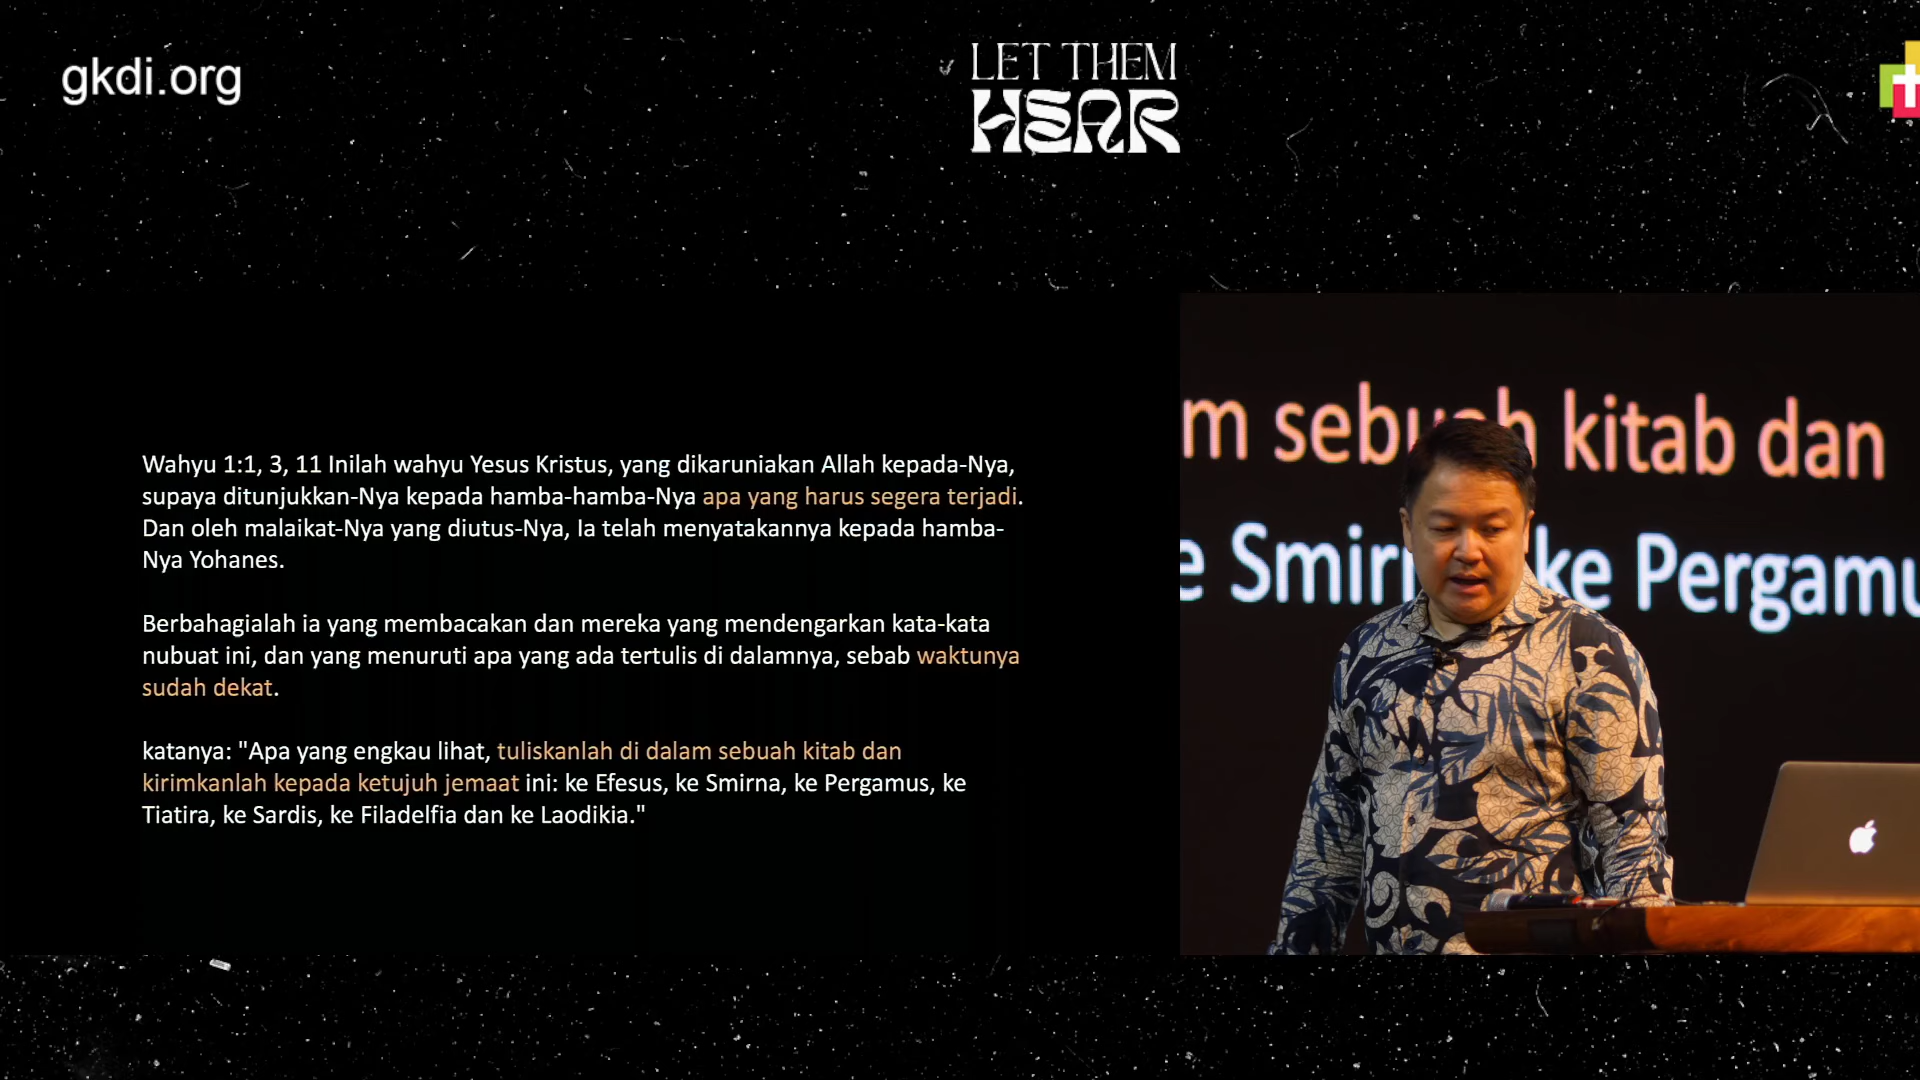 gkdi.org
LET THEM
HEAR
Wahyu 1:1, 3, 11 Inilah wahyu Yesus Kristus, yang dikaruniakan Allah kepada-Nya,
supaya ditunjukkan-Nya kepada hamba-hamba-Nya apa yang harus segera terjadi.
Dan oleh malaikat-Nya yang diutus-Nya, Ia telah menyatakannya kepada hamba-
Nya Yohanes.
Berbahagialah ia yang membacakan dan mereka yang mendengarkan kata-kata
nubuat ini, dan yang menuruti apa yang ada tertulis di dalamnya, sebab waktunya
sudah dekat.
katanya: "Apa yang engkau lihat, tuliskanlah di dalam sebuah kitab dan
kirimkanlah kepada ketujuh jemaat ini: ke Efesus, ke Smirna, ke Pergamus, ke
Tiatira, ke Sardis, ke Filadelfia dan ke Laodikia."
m sebuah kitab dan
e Smirn ke Pergamu